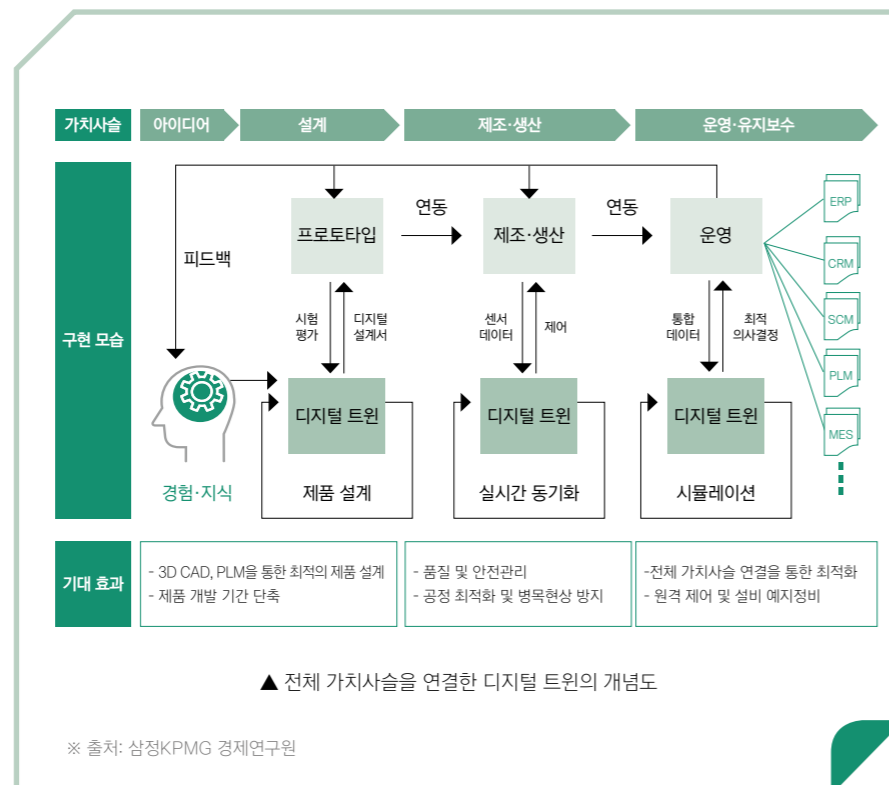 가치사슬
아이디어
설계
제조·생산
운영·유지보수
구현 모습
피드백
프로토타입
연동
제조·생산
연동
운영
ERP
CRM
SCM
PLM
MES
시험
평가
디지털
설계서
센서
데이터
제어
통합
데이터
최적
의사결정
디지털 트윈
디지털 트윈
디지털 트윈
경험·지식
제품 설계
실시간 동기화
시뮬레이션
기대 효과
- 3D CAD, PLM을 통한 최적의 제품 설계
- 제품 개발 기간 단축
- 품질 및 안전관리
- 공정 최적화 및 병목현상 방지
-전체 가치사슬 연결을 통한 최적화
- 원격 제어 및 설비 예지정비
▲ 전체 가치사슬을 연결한 디지털 트윈의 개념도
※ 출처: 삼정KPMG 경제연구원